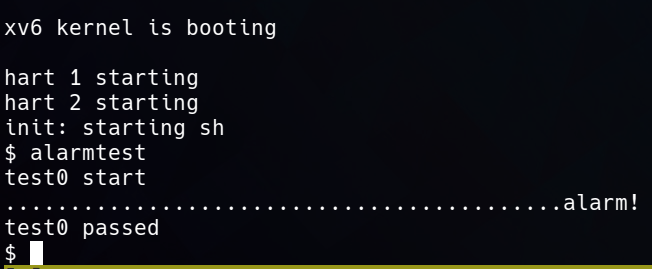 xv6 kernel is booting
hart 1 starting
hart 2 starting
init: starting sh
$ alarmtest
test0 start
............................................alarm!
test0 passed
$